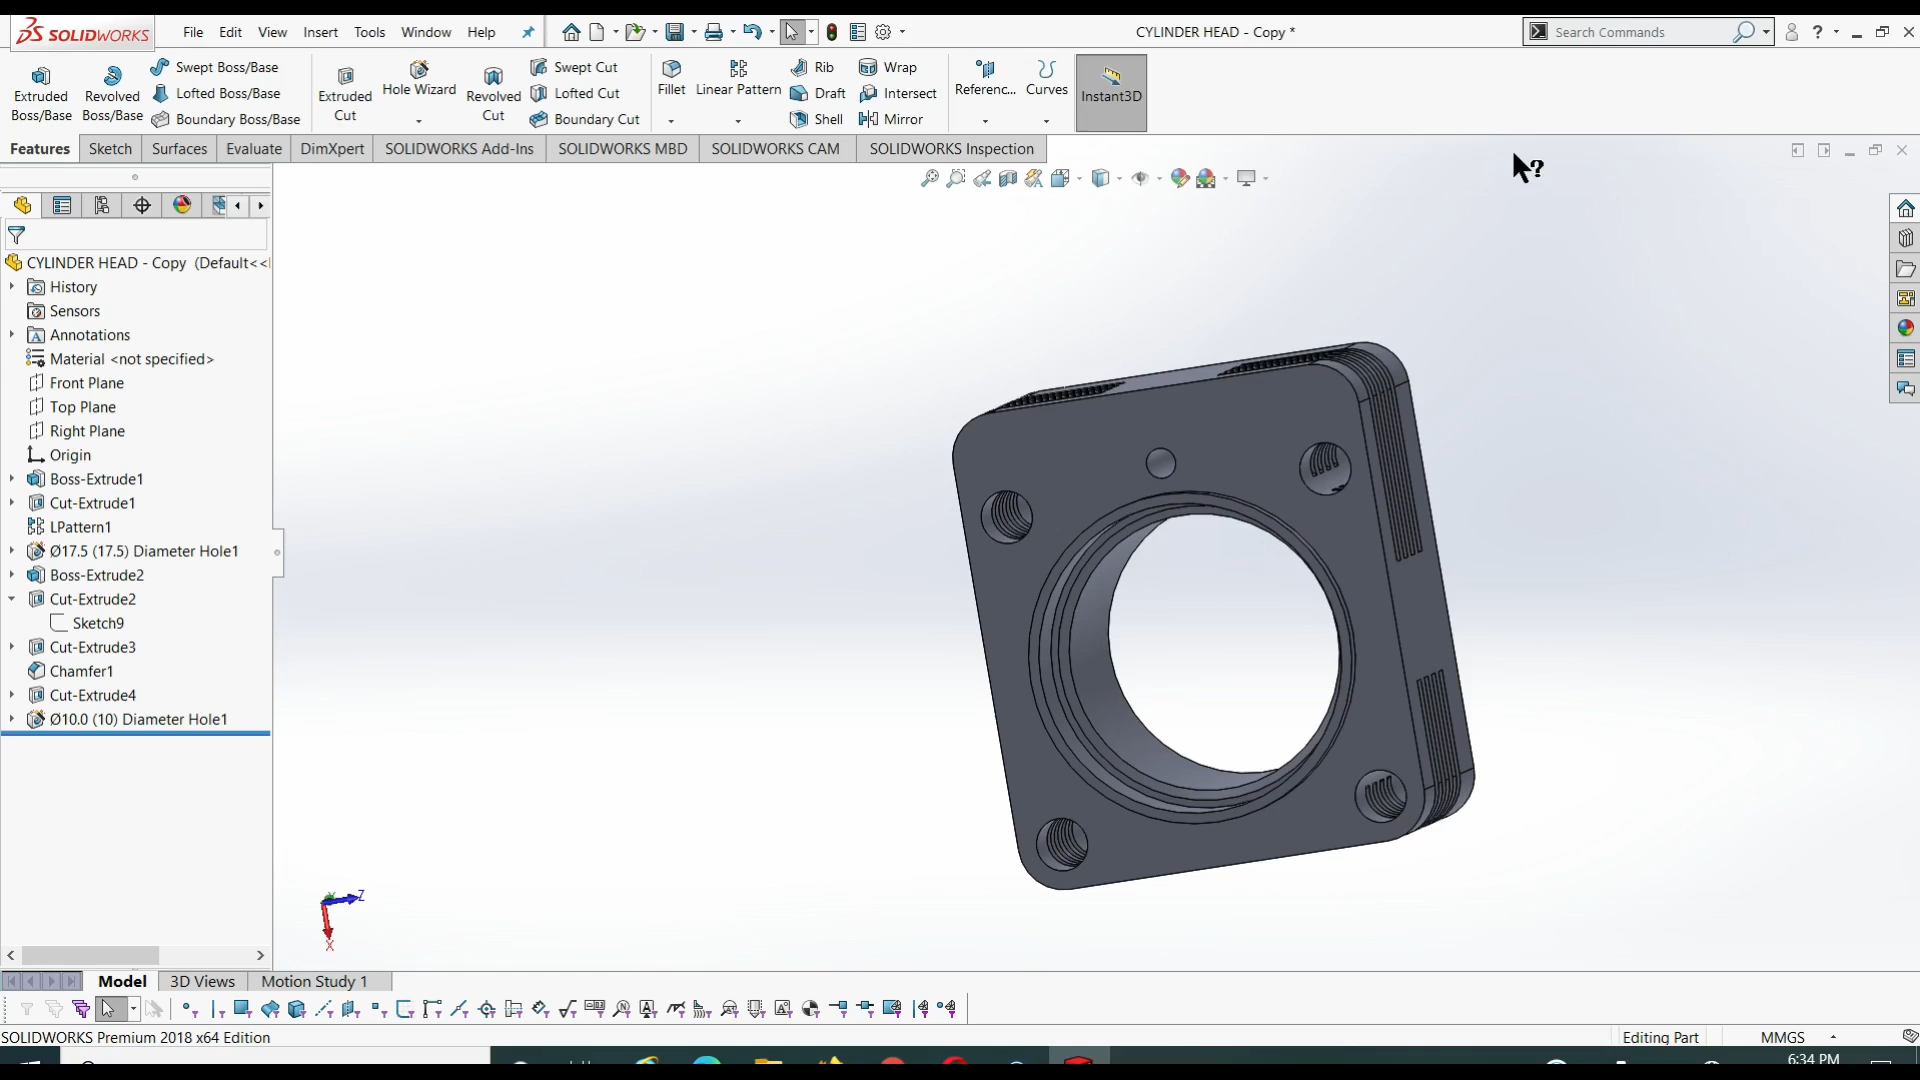 SOLIDWORKS File Edit View Insert Tools Window Help CYLINDER HEAD - Copy * Search Commands ?
Extruded Boss/Base
Revolved Boss/Base
Swept Boss/Base
Lofted Boss/Base
Boundary Boss/Base
Extruded Cut
Hole Wizard
Revolved Cut
Swept Cut
Lofted Cut
Boundary Cut
Fillet
Linear Pattern
Rib
Draft
Shell
Wrap
Intersect
Mirror
Referenc...
Curves
Instant3D
Features Sketch Surfaces Evaluate DimXpert SOLIDWORKS Add-Ins SOLIDWORKS MBD SOLIDWORKS CAM SOLIDWORKS Inspection
?
CYLINDER HEAD - Copy (Default<<
History
Sensors
Annotations
Material <not specified>
Front Plane
Top Plane
Right Plane
Origin
Boss-Extrude1
Cut-Extrude1
LPattern1
Ø17.5 (17.5) Diameter Hole1
Boss-Extrude2
Cut-Extrude2
Sketch9
Cut-Extrude3
Chamfer1
Cut-Extrude4
Ø10.0 (10) Diameter Hole1
Y
Z
X
Model 3D Views Motion Study 1
SOLIDWORKS Premium 2018 x64 Edition Editing Part MMGS
6:34 PM